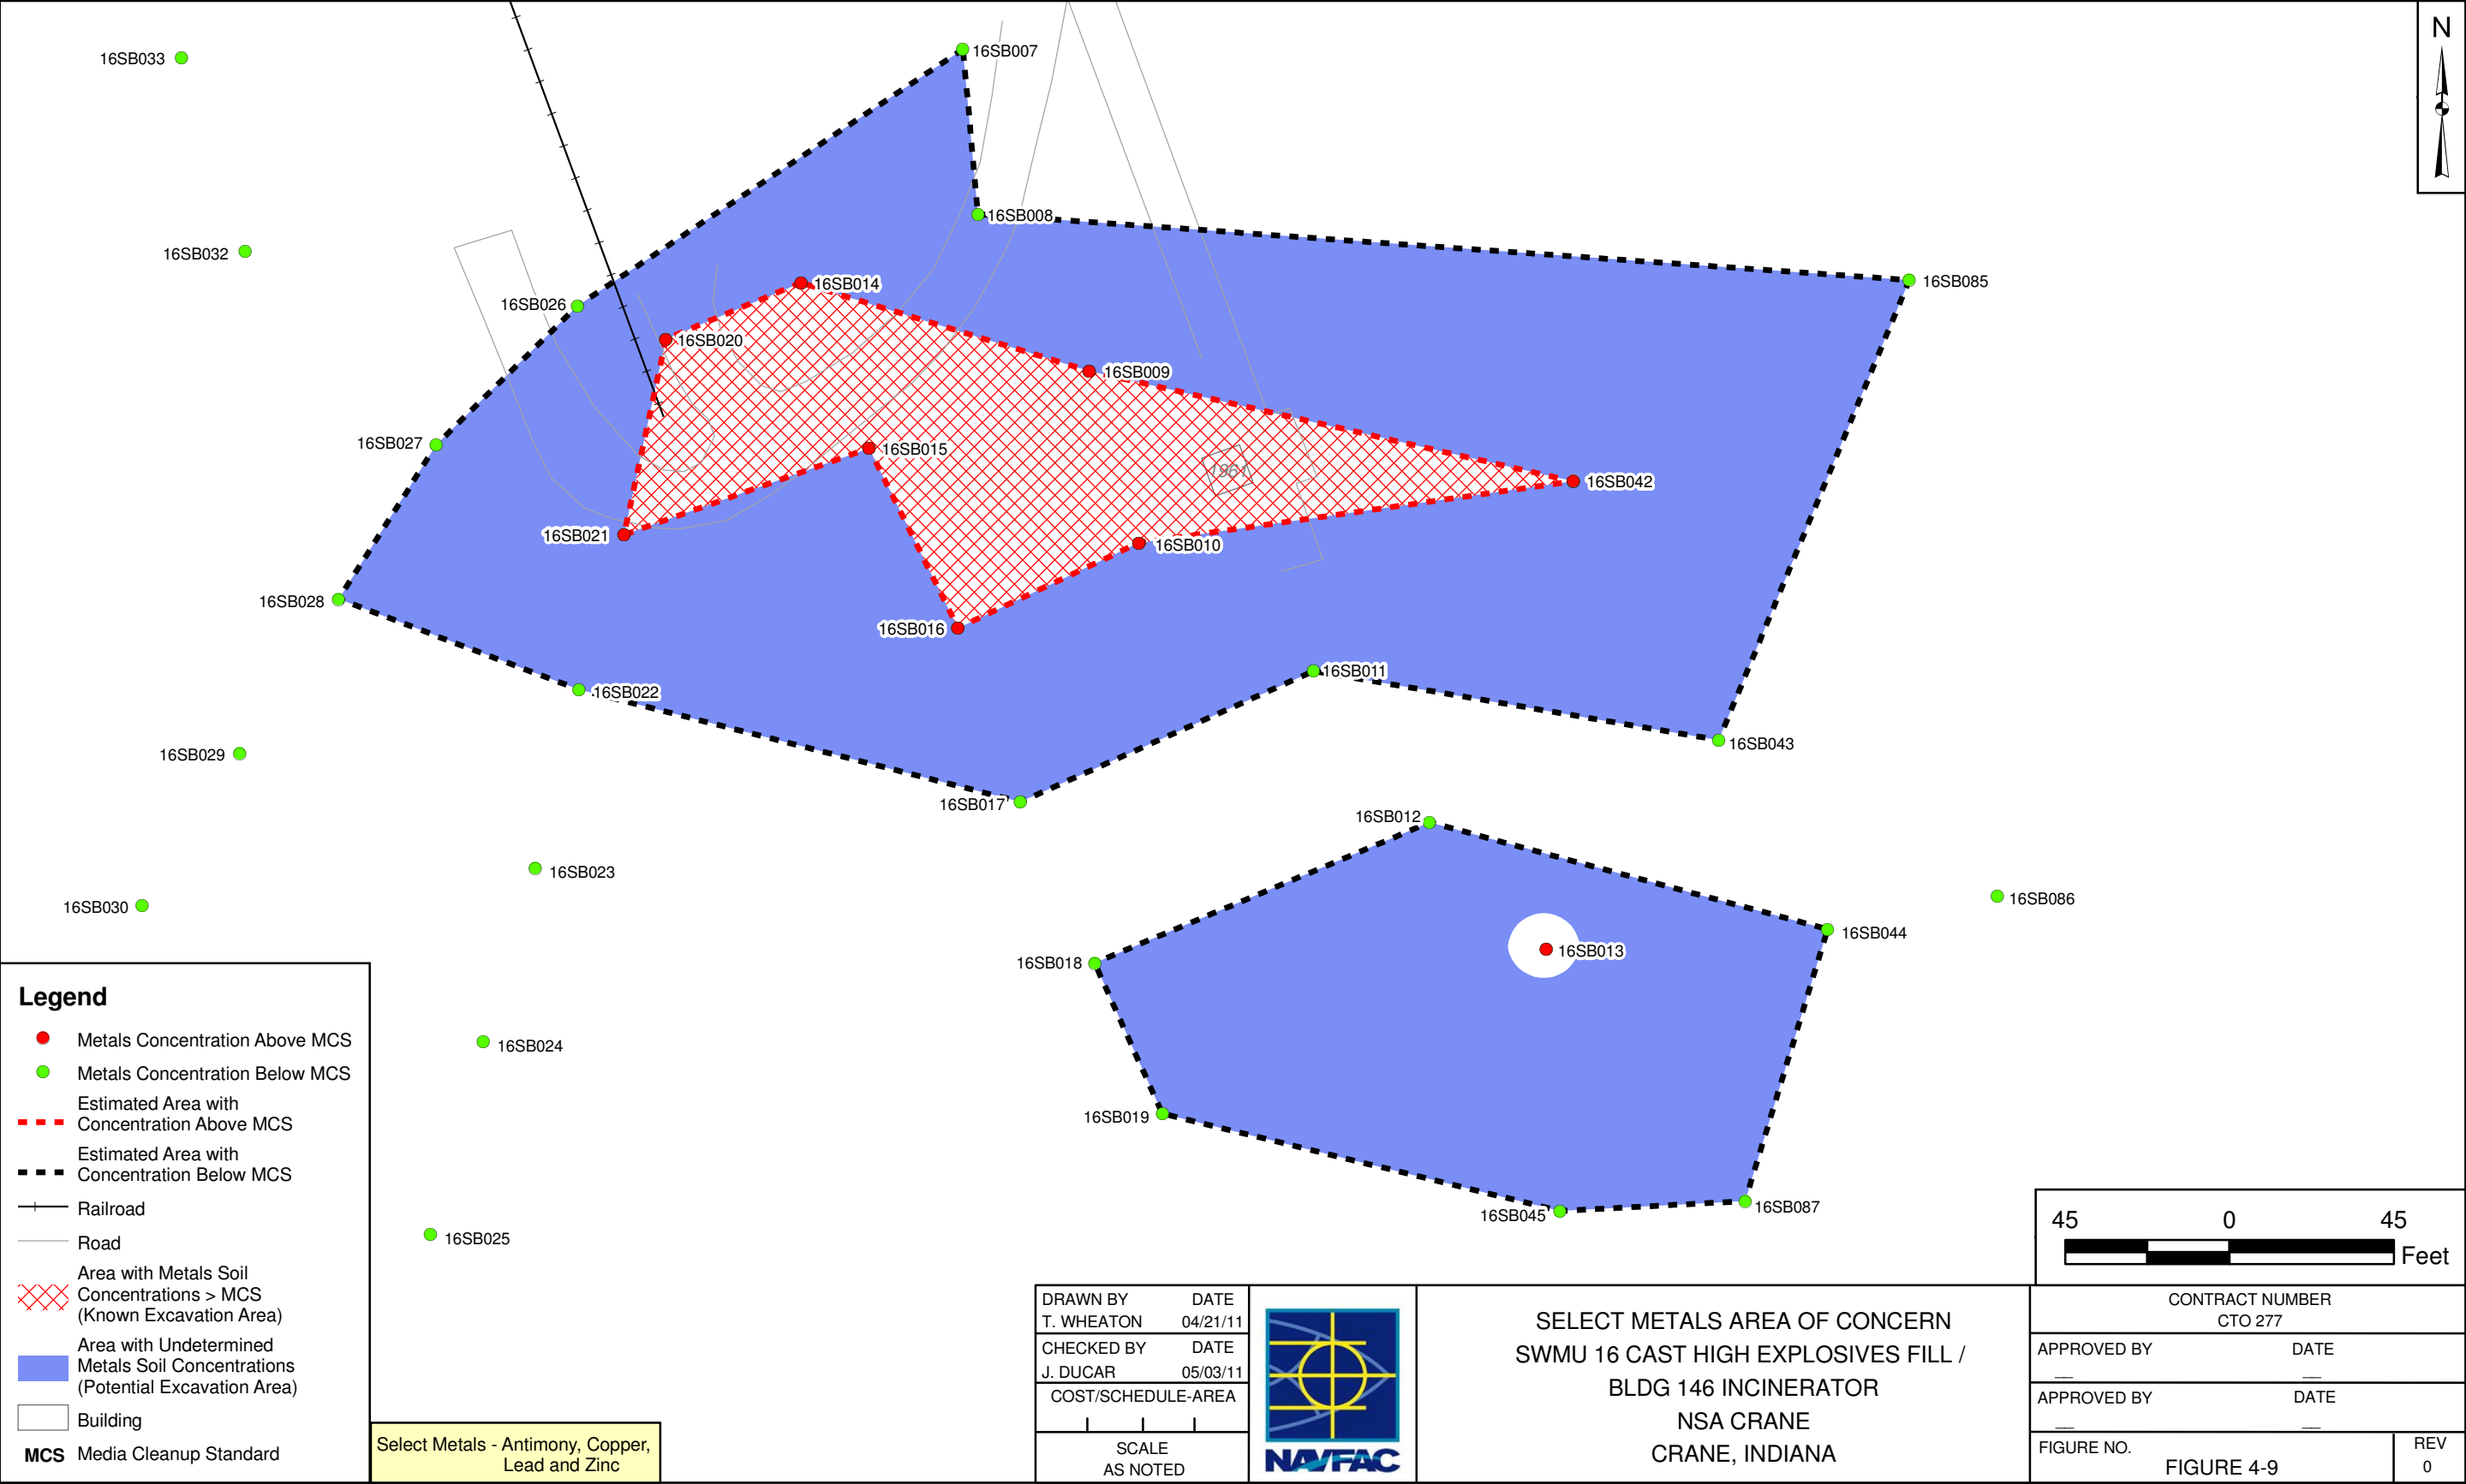 N
16SB033
16SB007
16SB008
16SB032
16SB026
16SB014
16SB085
16SB020
16SB009
16SB027
16SB015
1961
16SB042
16SB021
16SB010
16SB028
16SB016
16SB022
16SB011
16SB029
16SB043
16SB017
16SB012
16SB023
16SB030
16SB086
16SB044
16SB018
16SB013
16SB024
16SB019
16SB045
16SB087
16SB025
Legend
Metals Concentration Above MCS
Metals Concentration Below MCS
Estimated Area with
Concentration Above MCS
Estimated Area with
Concentration Below MCS
Railroad
Road
Area with Metals Soil
Concentrations > MCS
(Known Excavation Area)
Area with Undetermined
Metals Soil Concentrations
(Potential Excavation Area)
Building
MCS Media Cleanup Standard
Select Metals - Antimony, Copper,
Lead and Zinc
45 0 45
Feet
DRAWN BY DATE
T. WHEATON 04/21/11
CHECKED BY DATE
J. DUCAR 05/03/11
COST/SCHEDULE-AREA
SCALE
AS NOTED
NAVFAC
SELECT METALS AREA OF CONCERN
SWMU 16 CAST HIGH EXPLOSIVES FILL /
BLDG 146 INCINERATOR
NSA CRANE
CRANE, INDIANA
CONTRACT NUMBER
CTO 277
APPROVED BY DATE
__ __
APPROVED BY DATE
__ __
FIGURE NO.
FIGURE 4-9
REV
0